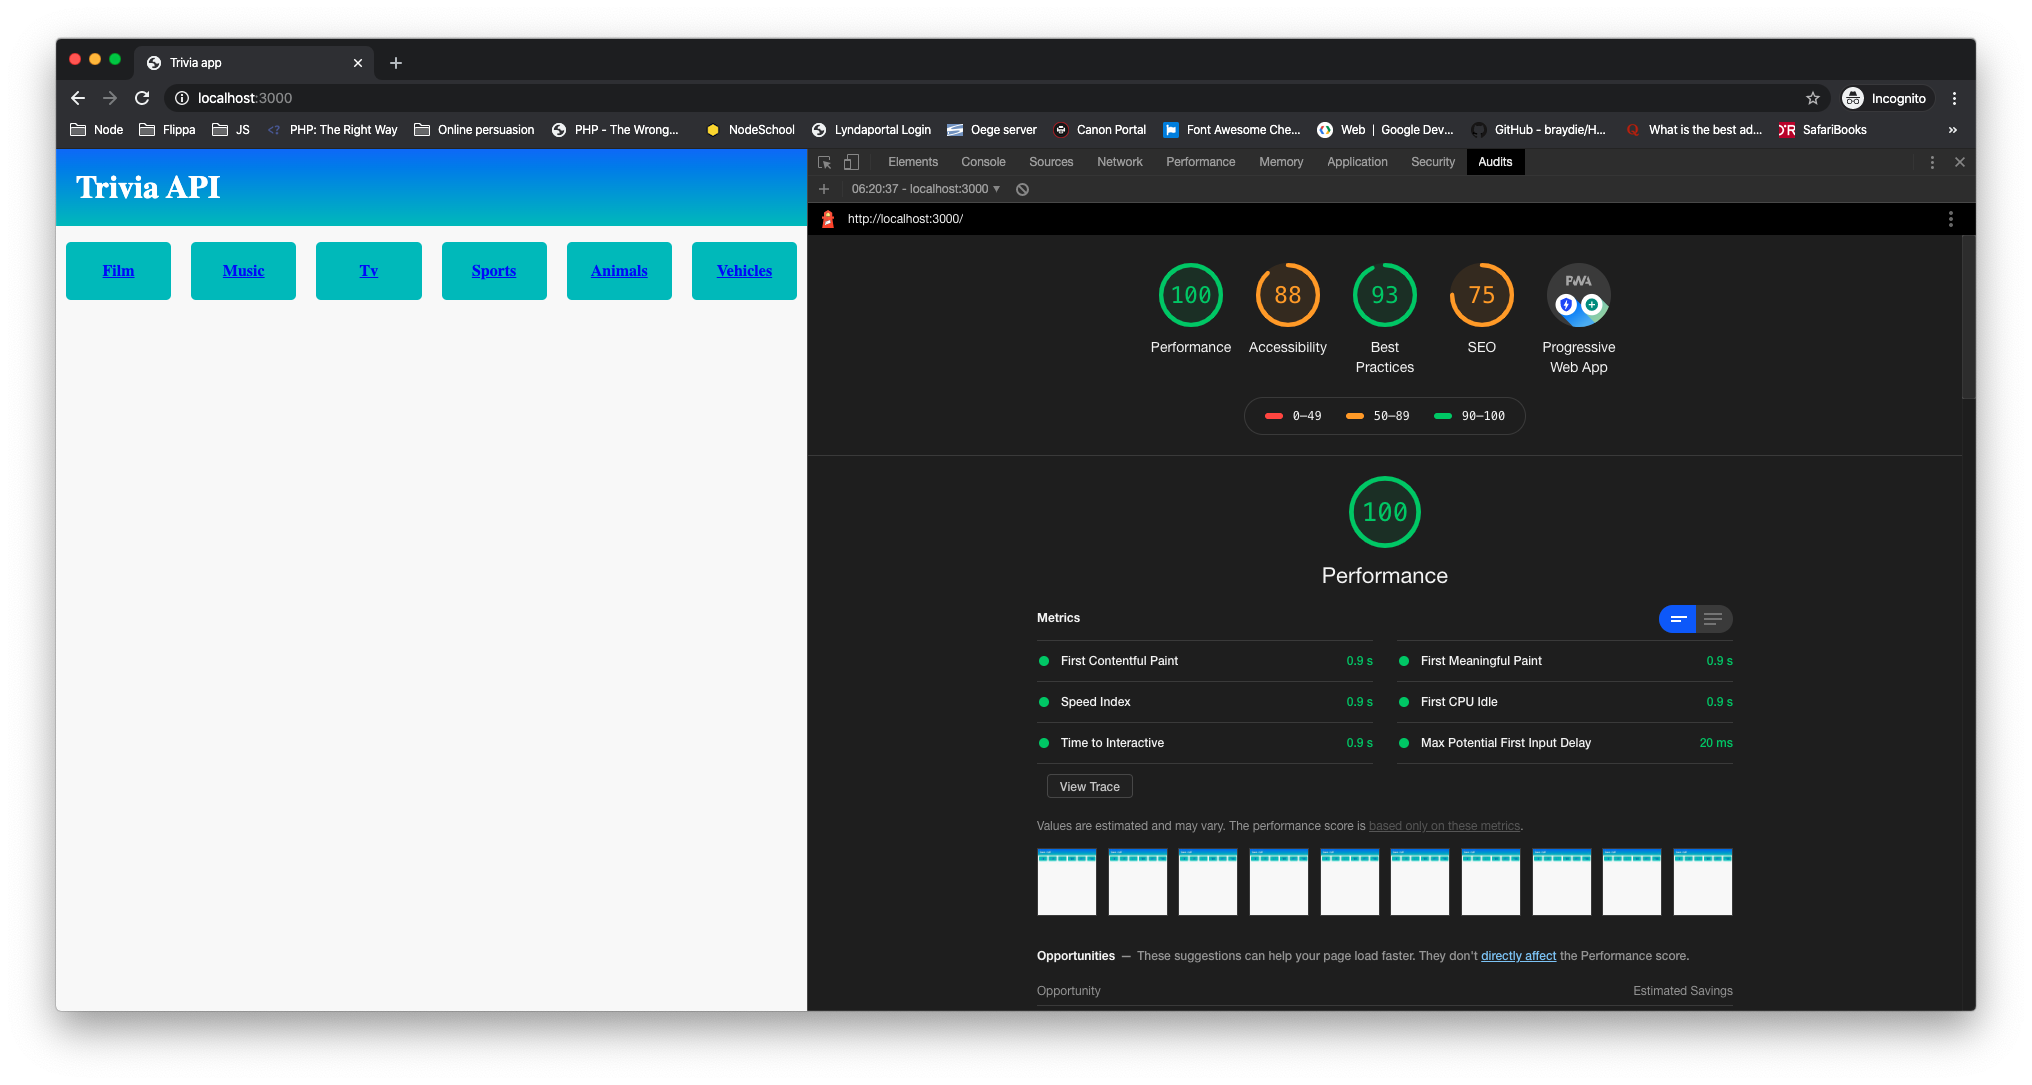 Trivia app
localhost:3000
Incognito
Node
Flippa
JS
<? PHP: The Right Way
Online persuasion
PHP - The Wrong...
NodeSchool
Lyndaportal Login
Oege server
Canon Portal
Font Awesome Che...
Web | Google Dev...
GitHub - braydie/H...
Q What is the best ad...
SafariBooks
»
Trivia API
Film Music Tv Sports Animals Vehicles
Elements Console Sources Network Performance Memory Application Security Audits
06:20:37 - localhost:3000
http://localhost:3000/
100 88 93 75 PWA
Performance Accessibility Best Practices SEO Progressive Web App
0–49 50–89 90–100
100
Performance
Metrics
First Contentful Paint 0.9 s First Meaningful Paint 0.9 s
Speed Index 0.9 s First CPU Idle 0.9 s
Time to Interactive 0.9 s Max Potential First Input Delay 20 ms
View Trace
Values are estimated and may vary. The performance score is based only on these metrics.
Opportunities — These suggestions can help your page load faster. They don't directly affect the Performance score.
Opportunity Estimated Savings